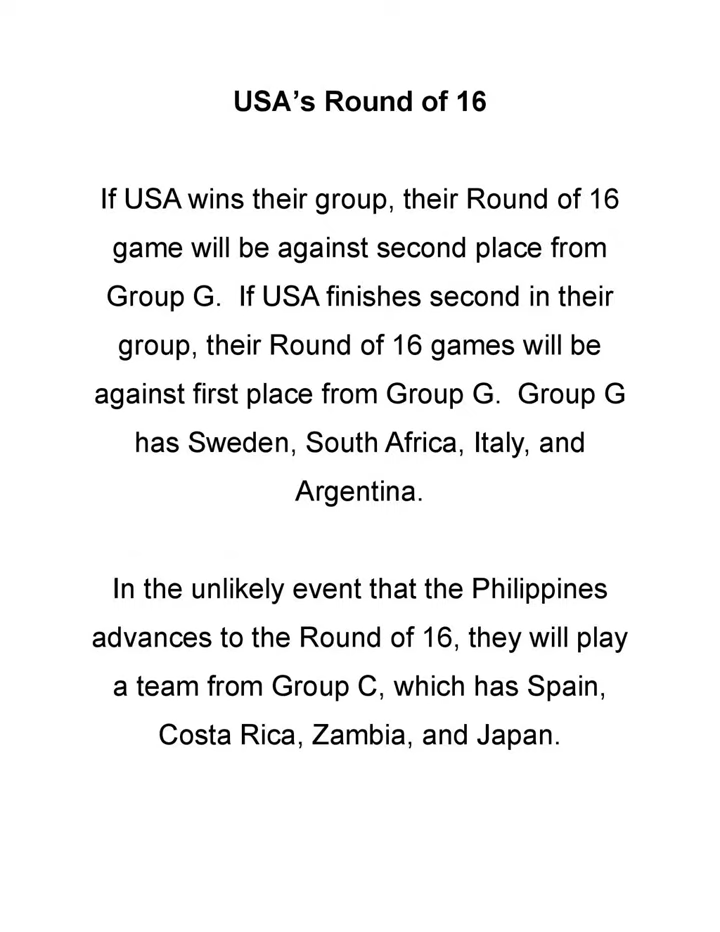 USA’s Round of 16
If USA wins their group, their Round of 16
game will be against second place from
Group G.  If USA finishes second in their
group, their Round of 16 games will be
against first place from Group G.  Group G
has Sweden, South Africa, Italy, and
Argentina.
In the unlikely event that the Philippines
advances to the Round of 16, they will play
a team from Group C, which has Spain,
Costa Rica, Zambia, and Japan.